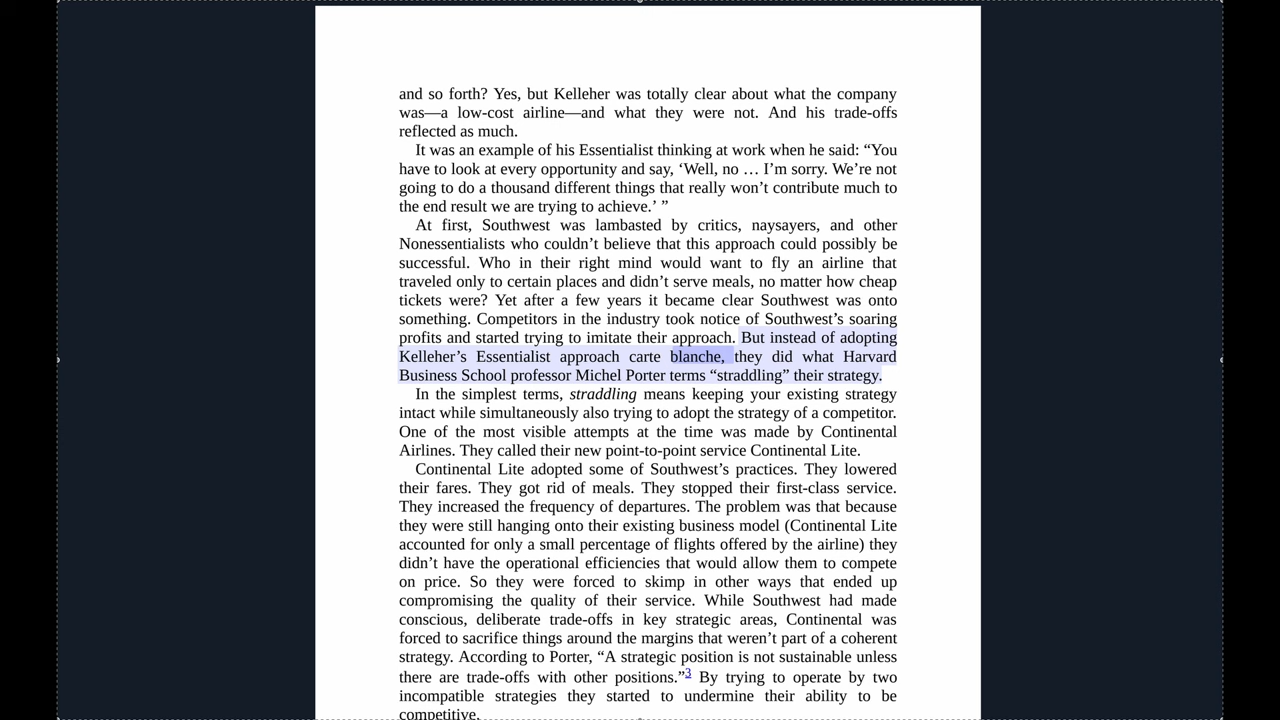 and so forth? Yes, but Kelleher was totally clear about what the company
was—a low-cost airline—and what they were not. And his trade-offs
reflected as much.
It was an example of his Essentialist thinking at work when he said: “You
have to look at every opportunity and say, ‘Well, no … I’m sorry. We’re not
going to do a thousand different things that really won’t contribute much to
the end result we are trying to achieve.’ ”
At first, Southwest was lambasted by critics, naysayers, and other
Nonessentialists who couldn’t believe that this approach could possibly be
successful. Who in their right mind would want to fly an airline that
traveled only to certain places and didn’t serve meals, no matter how cheap
tickets were? Yet after a few years it became clear Southwest was onto
something. Competitors in the industry took notice of Southwest’s soaring
profits and started trying to imitate their approach. But instead of adopting
Kelleher’s Essentialist approach carte blanche, they did what Harvard
Business School professor Michel Porter terms “straddling” their strategy.
In the simplest terms, straddling means keeping your existing strategy
intact while simultaneously also trying to adopt the strategy of a competitor.
One of the most visible attempts at the time was made by Continental
Airlines. They called their new point-to-point service Continental Lite.
Continental Lite adopted some of Southwest’s practices. They lowered
their fares. They got rid of meals. They stopped their first-class service.
They increased the frequency of departures. The problem was that because
they were still hanging onto their existing business model (Continental Lite
accounted for only a small percentage of flights offered by the airline) they
didn’t have the operational efficiencies that would allow them to compete
on price. So they were forced to skimp in other ways that ended up
compromising the quality of their service. While Southwest had made
conscious, deliberate trade-offs in key strategic areas, Continental was
forced to sacrifice things around the margins that weren’t part of a coherent
strategy. According to Porter, “A strategic position is not sustainable unless
there are trade-offs with other positions.”3 By trying to operate by two
incompatible strategies they started to undermine their ability to be
competitive.